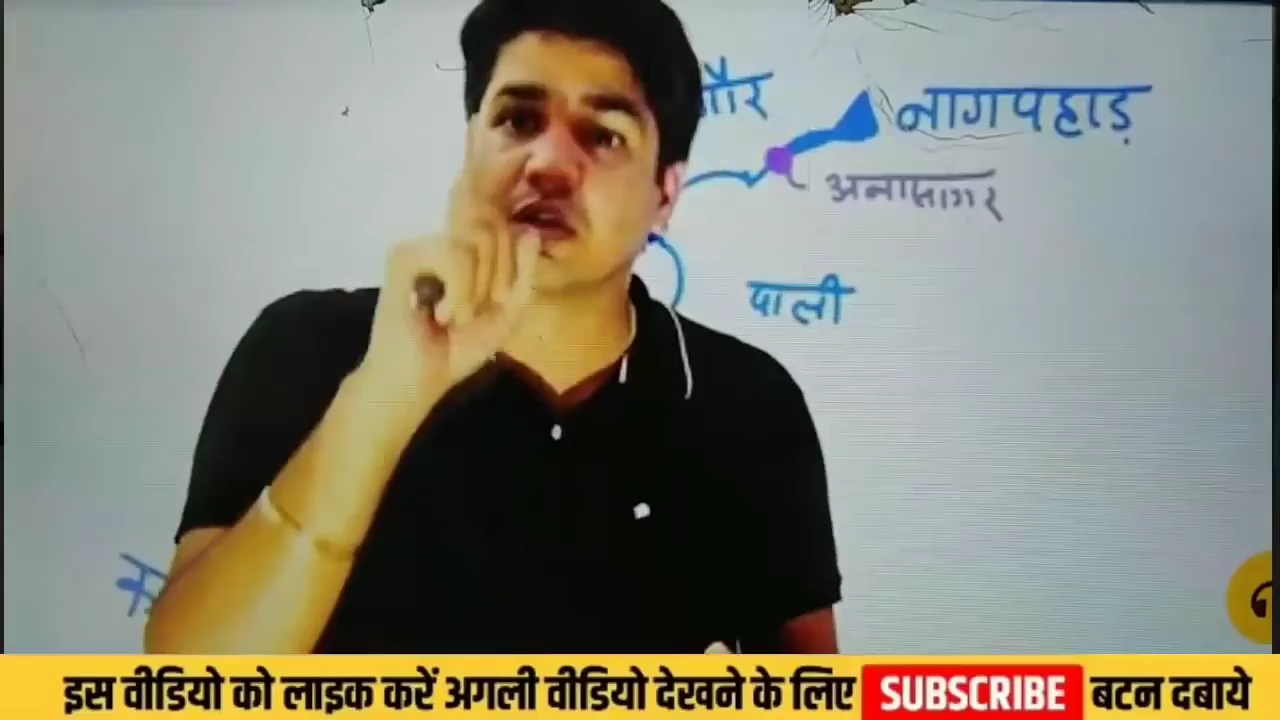 नागपहाड़
अनासागर
पाली
इस वीडियो को लाइक करें अगली वीडियो देखने के लिए SUBSCRIBE बटन दबाये